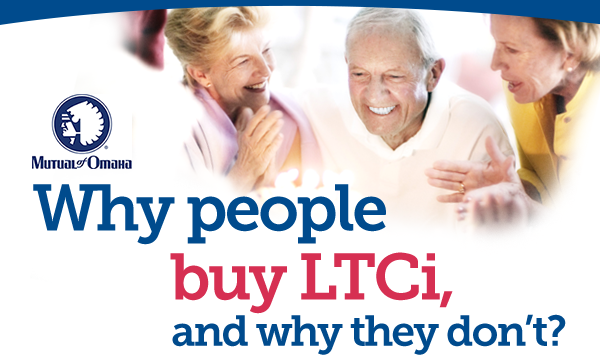 Mutual of Omaha
Why people
buy LTCi,
and why they don't?